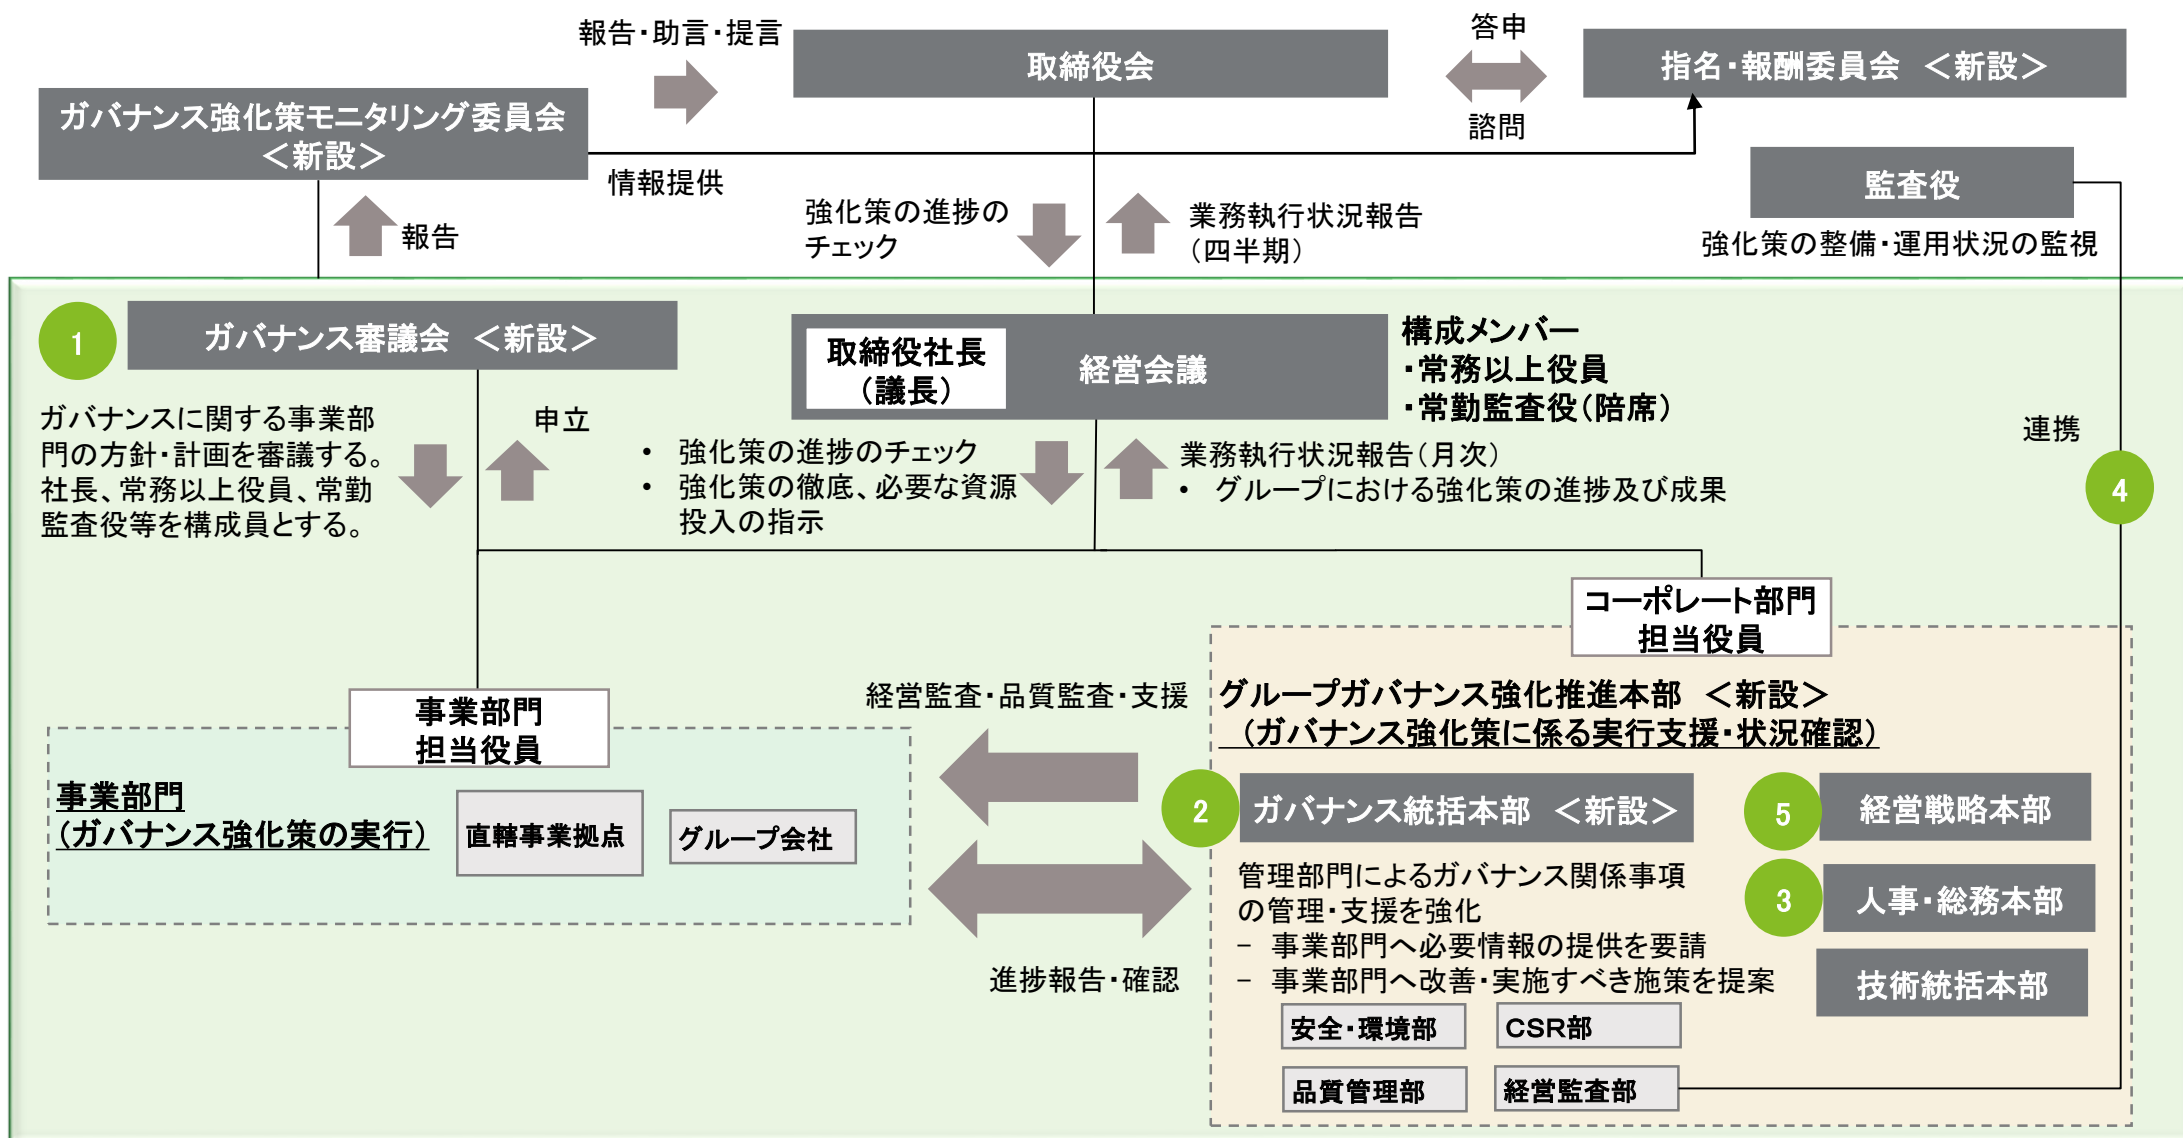 報告・助言・提言
取締役会
答申
諮問
指名・報酬委員会 ＜新設＞
ガバナンス強化策モニタリング委員会
＜新設＞
情報提供
監査役
強化策の整備・運用状況の監視
報告
強化策の進捗の
チェック
業務執行状況報告
（四半期）
1
ガバナンス審議会 ＜新設＞
取締役社長
（議長）
経営会議
構成メンバー
・常務以上役員
・常勤監査役（陪席）
ガバナンスに関する事業部
門の方針・計画を審議する。
社長、常務以上役員、常勤
監査役等を構成員とする。
申立
• 強化策の進捗のチェック
• 強化策の徹底、必要な資源
投入の指示
業務執行状況報告（月次）
• グループにおける強化策の進捗及び成果
連携
4
コーポレート部門
担当役員
事業部門
担当役員
事業部門
（ガバナンス強化策の実行）
直轄事業拠点
グループ会社
経営監査・品質監査・支援
進捗報告・確認
グループガバナンス強化推進本部 ＜新設＞
（ガバナンス強化策に係る実行支援・状況確認）
2
ガバナンス統括本部 ＜新設＞
管理部門によるガバナンス関係事項
の管理・支援を強化
− 事業部門へ必要情報の提供を要請
− 事業部門へ改善・実施すべき施策を提案
安全・環境部
CSR部
品質管理部
経営監査部
5
経営戦略本部
3
人事・総務本部
技術統括本部